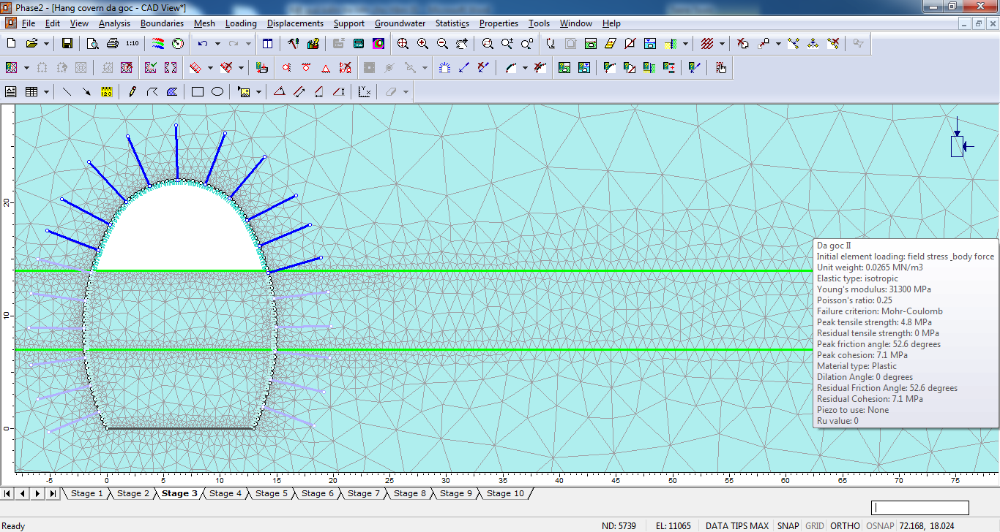 Phase2 - [Hang covern da goc - CAD View*]
File Edit View Analysis Boundaries Mesh Loading Displacements Support Groundwater Statistics Properties Tools Window Help
1:10
123
20
10
0
Da goc II
Initial element loading: field stress _body force
Unit weight: 0.0265 MN/m3
Elastic type: isotropic
Young's modulus: 31300 MPa
Poisson's ratio: 0.25
Failure criterion: Mohr-Coulomb
Peak tensile strength: 4.8 MPa
Residual tensile strength: 0 MPa
Peak friction angle: 52.6 degrees
Peak cohesion: 7.1 MPa
Material type: Plastic
Dilation Angle: 0 degrees
Residual Friction Angle: 52.6 degrees
Residual Cohesion: 7.1 MPa
Piezo to use: None
Ru value: 0
-5 0 5 10 15 20 25 30 35 40 45 50 55 60 65 70 75
Stage 1 Stage 2 Stage 3 Stage 4 Stage 5 Stage 6 Stage 7 Stage 8 Stage 9 Stage 10
Ready ND: 5739 EL: 11065 DATA TIPS MAX SNAP GRID ORTHO OSNAP 72.168, 18.024